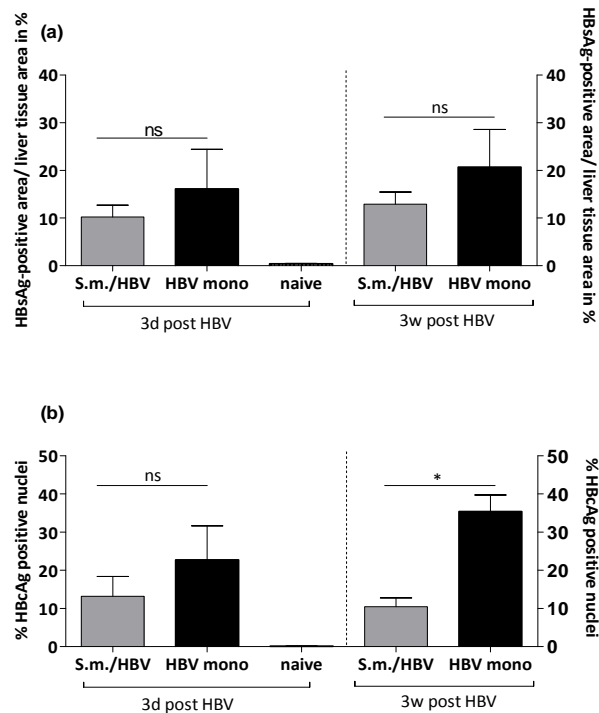 (a)
HBsAg-positive area/ liver tissue area in %
40
30
20
10
0
ns
S.m./HBV HBV mono naive
3d post HBV
ns
S.m./HBV HBV mono
3w post HBV
40
30
20
10
0
HBsAg-positive area/ liver tissue area in %
(b)
% HBcAg positive nuclei
50
40
30
20
10
0
ns
S.m./HBV HBV mono naive
3d post HBV
*
S.m./HBV HBV mono
3w post HBV
50
40
30
20
10
0
% HBcAg positive
nuclei